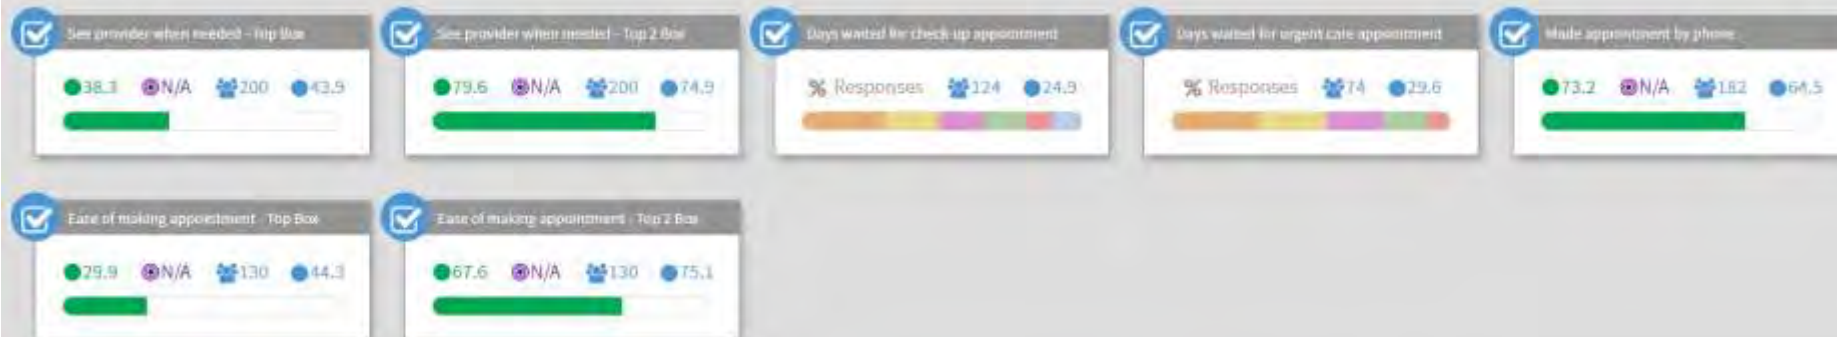 See provider when needed - Top Box
38.3 N/A 200 43.9
See provider when needed - Top 2 Box
79.6 N/A 200 74.9
Days waited for check up appointment
% Responses 124 24.9
Days waited for urgent care appointment
% Responses 74 29.6
Made appointment by phone
73.2 N/A 182 64.5
Ease of making appointment - Top Box
29.9 N/A 130 44.3
Ease of making appointment - Top 2 Box
67.6 N/A 130 75.1